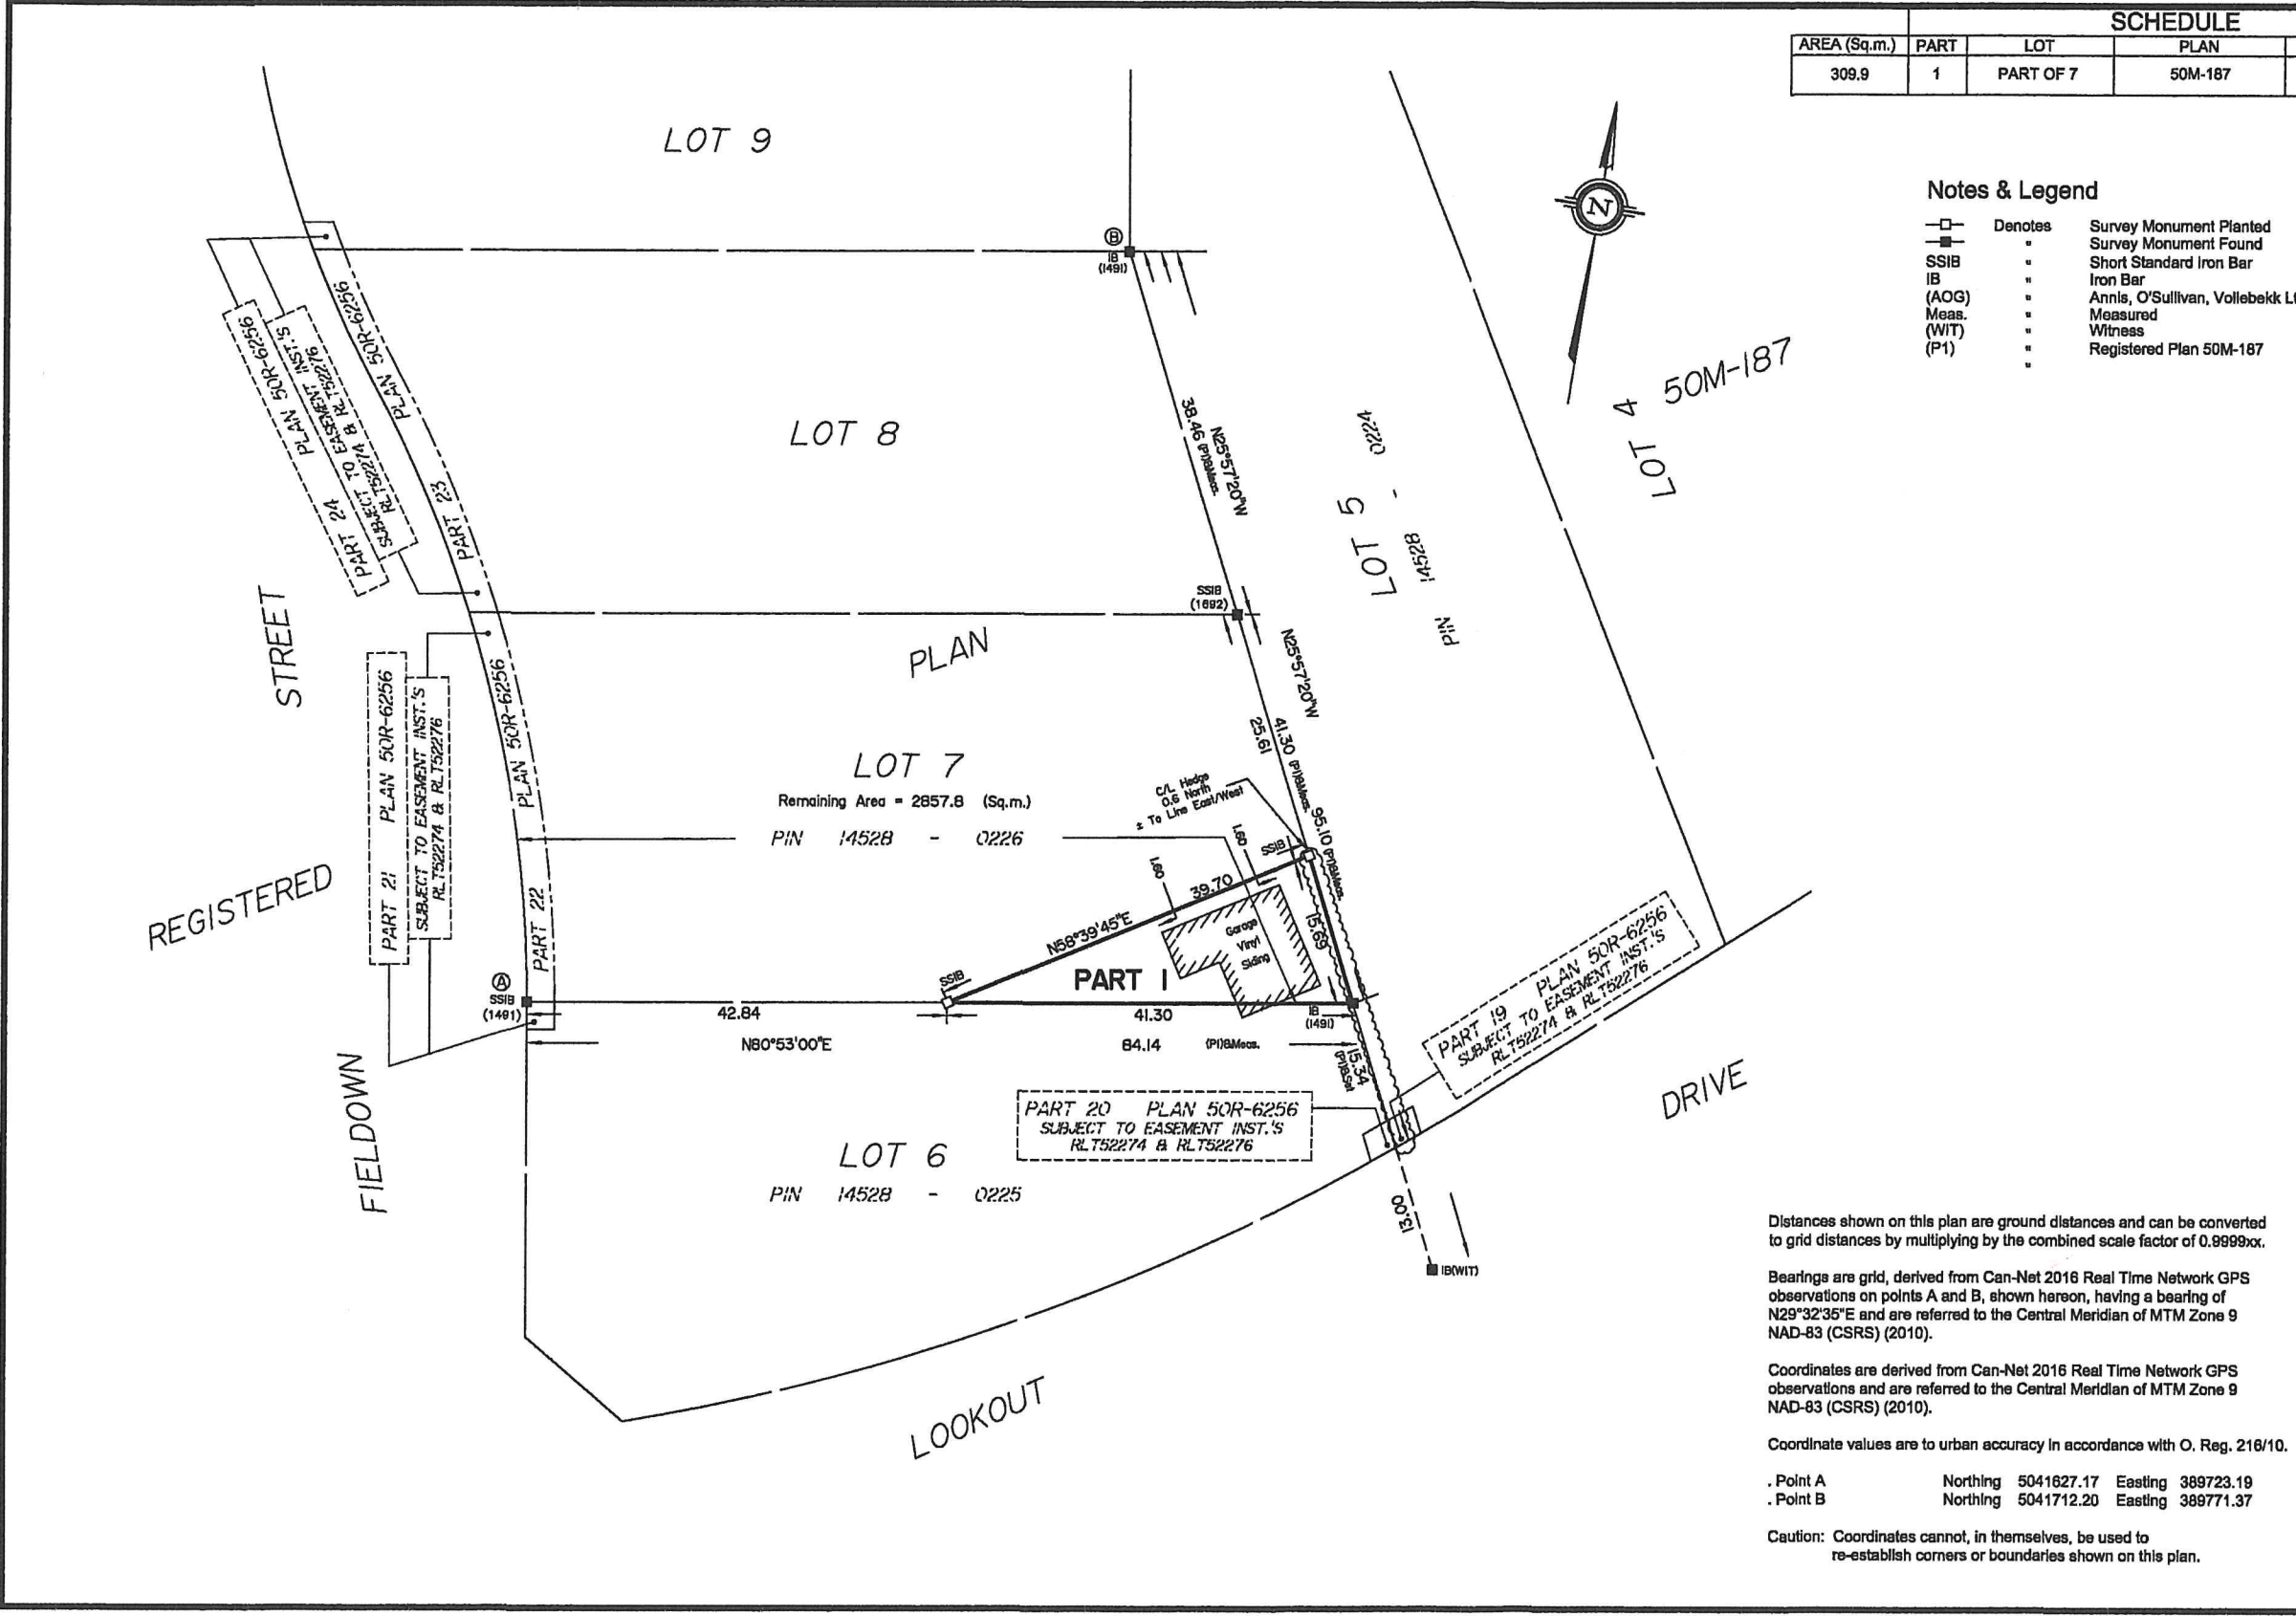 SCHEDULE
AREA (Sq.m.) PART LOT PLAN
309.9 1 PART OF 7 50M-187
Notes & Legend
Denotes Survey Monument Planted
" Survey Monument Found
SSIB " Short Standard Iron Bar
IB " Iron Bar
(AOG) " Annis, O'Sullivan, Vollebekk
Meas. " Measured
(WIT) " Witness
(P1) " Registered Plan 50M-187
"
N
LOT 9
B
IB
(1491)
LOT 8
PLAN 50R-6256
PART 23
PART 24 PLAN 50R-6256
SUBJECT TO EASEMENT INST.'S
RLT52274 & RLT52276
38.46 (P1)&Meas.
N25°57'20"W
LOT 5
PIN 14528 - 0224
LOT 4 50M-187
SSIB
(1692)
STREET
PLAN
N25°57'20"W
25.61
41.30 (P1)&Meas.
95.10 (P1)&Meas.
PART 21 PLAN 50R-6256
SUBJECT TO EASEMENT INST.'S
RLT52274 & RLT52276
PLAN 50R-6256
PART 22
LOT 7
Remaining Area = 2857.8 (Sq.m.)
PIN 14528 - 0226
C/L Hedge
0.6 North
± To Line East/West
1.60
1.60
SSIB
39.70
N58°39'45"E
Garage
Vinyl
Siding
15.69
PART 1
REGISTERED
A
SSIB
(1491)
SSIB
42.84
41.30
IB
(1491)
N80°53'00"E
84.14 (P1)&Meas.
15.34
(P1)&Set
PART 19 PLAN 50R-6256
SUBJECT TO EASEMENT INST.'S
RLT52274 & RLT52276
PART 20 PLAN 50R-6256
SUBJECT TO EASEMENT INST.'S
RLT52274 & RLT52276
DRIVE
FIELDOWN
LOT 6
PIN 14528 - 0225
13.00
IB(WIT)
LOOKOUT
Distances shown on this plan are ground distances and can be converted
to grid distances by multiplying by the combined scale factor of 0.9999xx.
Bearings are grid, derived from Can-Net 2016 Real Time Network GPS
observations on points A and B, shown hereon, having a bearing of
N29°32'35"E and are referred to the Central Meridian of MTM Zone 9
NAD-83 (CSRS) (2010).
Coordinates are derived from Can-Net 2016 Real Time Network GPS
observations and are referred to the Central Meridian of MTM Zone 9
NAD-83 (CSRS) (2010).
Coordinate values are to urban accuracy in accordance with O. Reg. 216/10.
. Point A Northing 5041627.17 Easting 389723.19
. Point B Northing 5041712.20 Easting 389771.37
Caution: Coordinates cannot, in themselves, be used to
re-establish corners or boundaries shown on this plan.